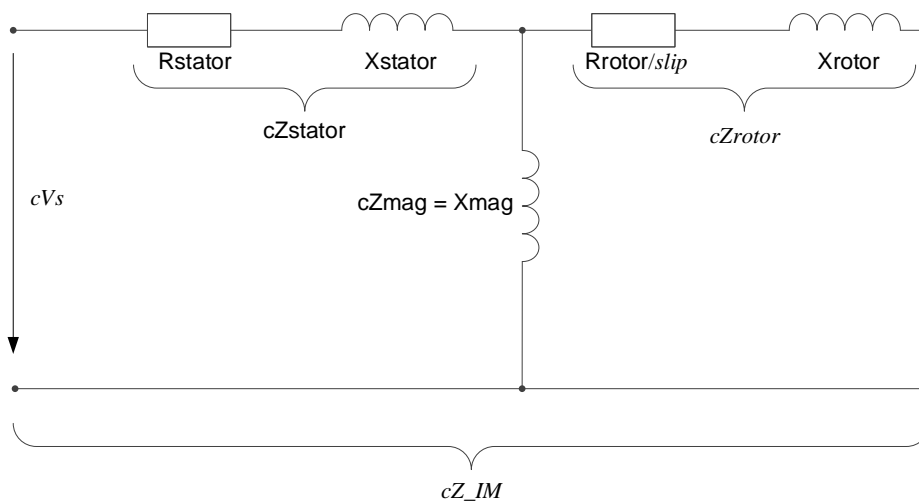 Rstator
Xstator
Rrotor/slip
Xrotor
cZstator
cZrotor
cVs
cZmag = Xmag
cZ_IM